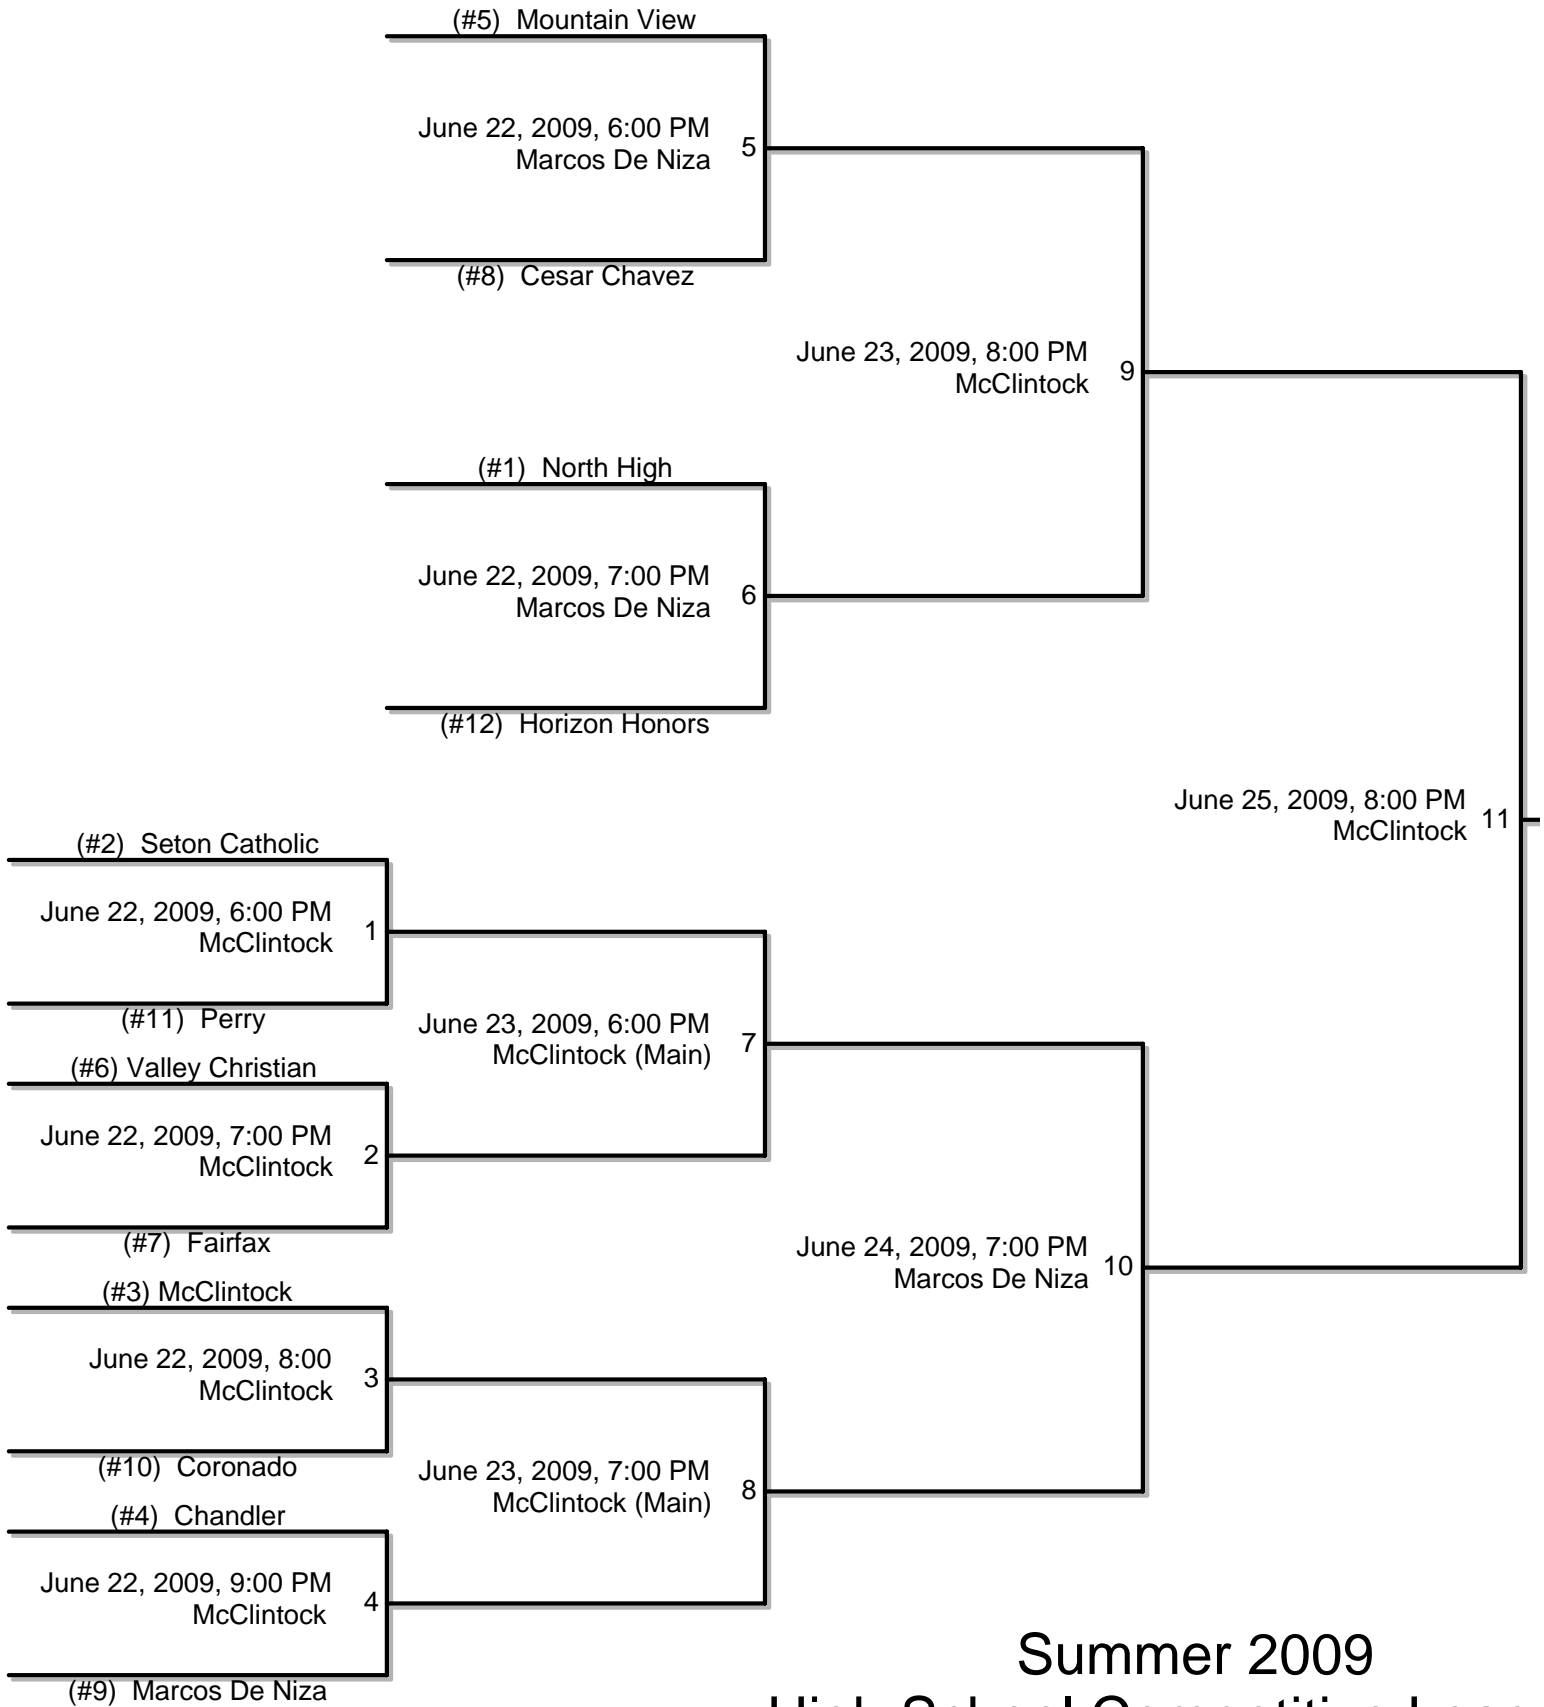 (#5) Mountain View
June 22, 2009, 6:00 PM
Marcos De Niza
5
(#8) Cesar Chavez
June 23, 2009, 8:00 PM
McClintock
9
(#1) North High
June 22, 2009, 7:00 PM
Marcos De Niza
6
(#12) Horizon Honors
June 25, 2009, 8:00 PM
McClintock
11
(#2) Seton Catholic
June 22, 2009, 6:00 PM
McClintock
1
(#11) Perry
June 23, 2009, 6:00 PM
McClintock (Main)
7
(#6) Valley Christian
June 22, 2009, 7:00 PM
McClintock
2
(#7) Fairfax
June 24, 2009, 7:00 PM
Marcos De Niza
10
(#3) McClintock
June 22, 2009, 8:00
McClintock
3
(#10) Coronado
June 23, 2009, 7:00 PM
McClintock (Main)
8
(#4) Chandler
June 22, 2009, 9:00 PM
McClintock
4
(#9) Marcos De Niza
Summer 2009
High School Competitive